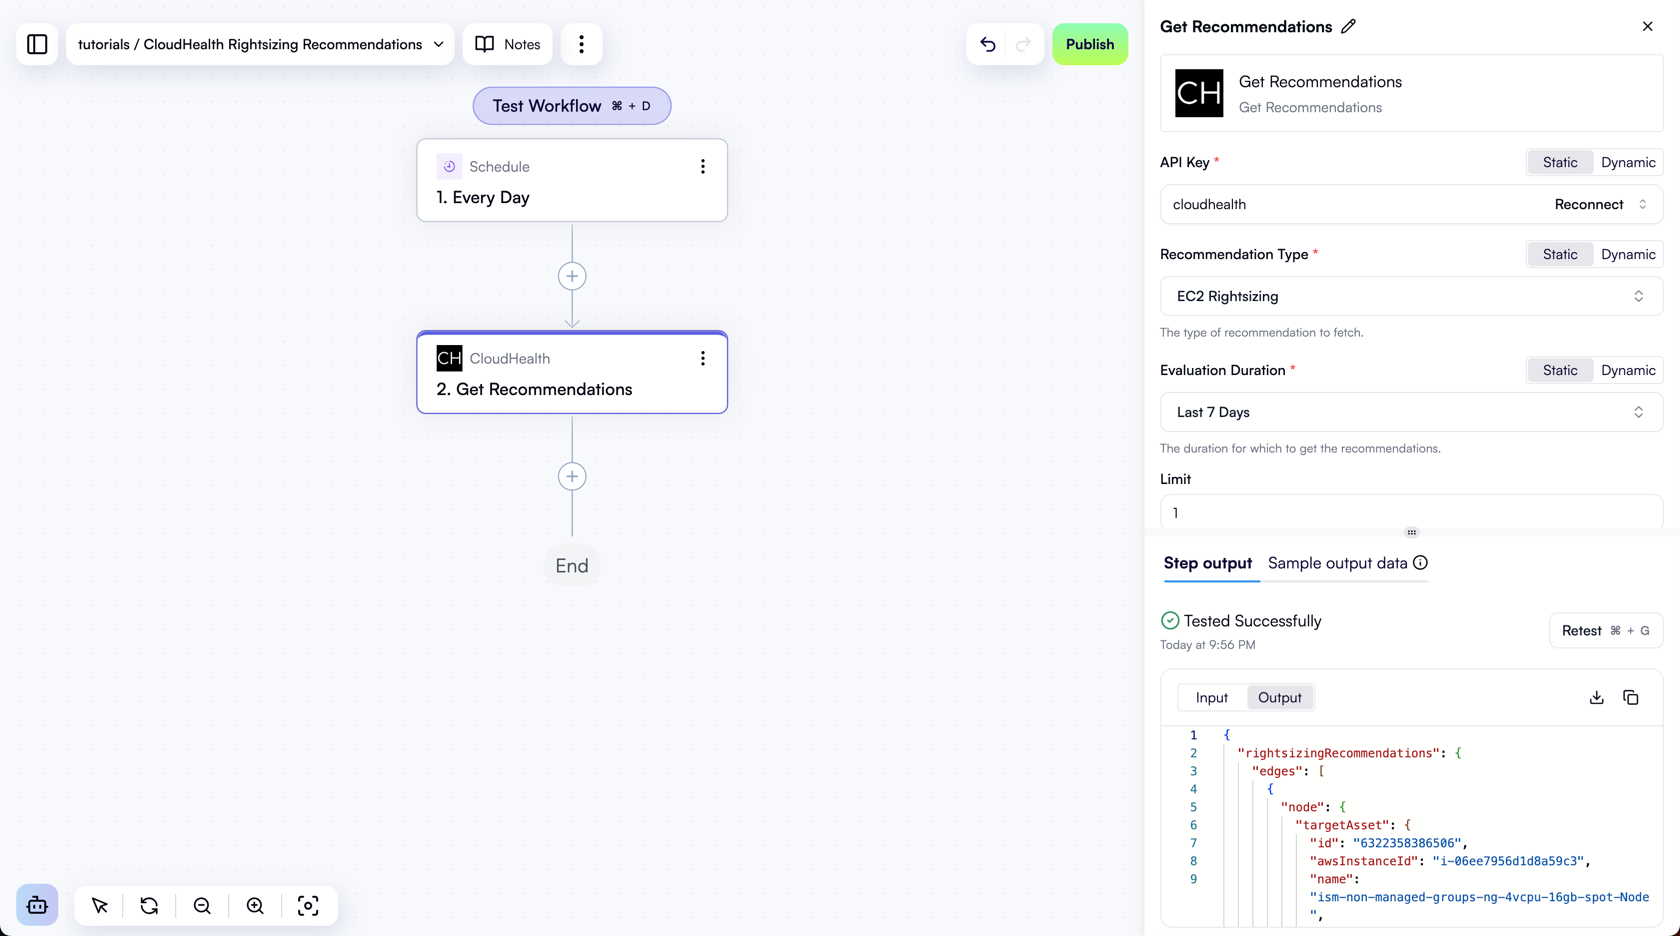 tutorials / CloudHealth Rightsizing Recommendations
Notes
Publish
Test Workflow ⌘ + D
Schedule
1. Every Day
CH CloudHealth
2. Get Recommendations
End
Get Recommendations
CH
Get Recommendations
Get Recommendations
API Key *
Static Dynamic
cloudhealth
Reconnect
Recommendation Type *
Static Dynamic
EC2 Rightsizing
The type of recommendation to fetch.
Evaluation Duration *
Static Dynamic
Last 7 Days
The duration for which to get the recommendations.
Limit
1
Step output Sample output data
Tested Successfully
Today at 9:56 PM
Retest ⌘ + G
Input Output
1 {
2 "rightsizingRecommendations": {
3 "edges": [
4 {
5 "node": {
6 "targetAsset": {
7 "id": "6322358386506",
8 "awsInstanceId": "i-06ee7956d1d8a59c3",
9 "name":
"ism-non-managed-groups-ng-4vcpu-16gb-spot-Node
",